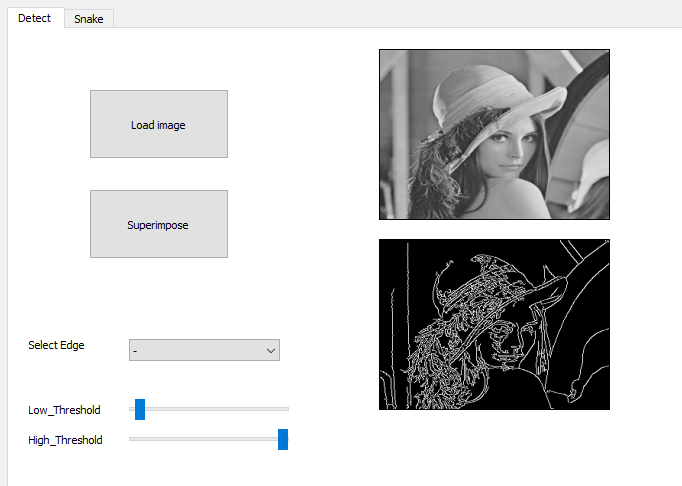 Detect
Snake
Load image
Superimpose
Select Edge
-
Low_Threshold
High_Threshold